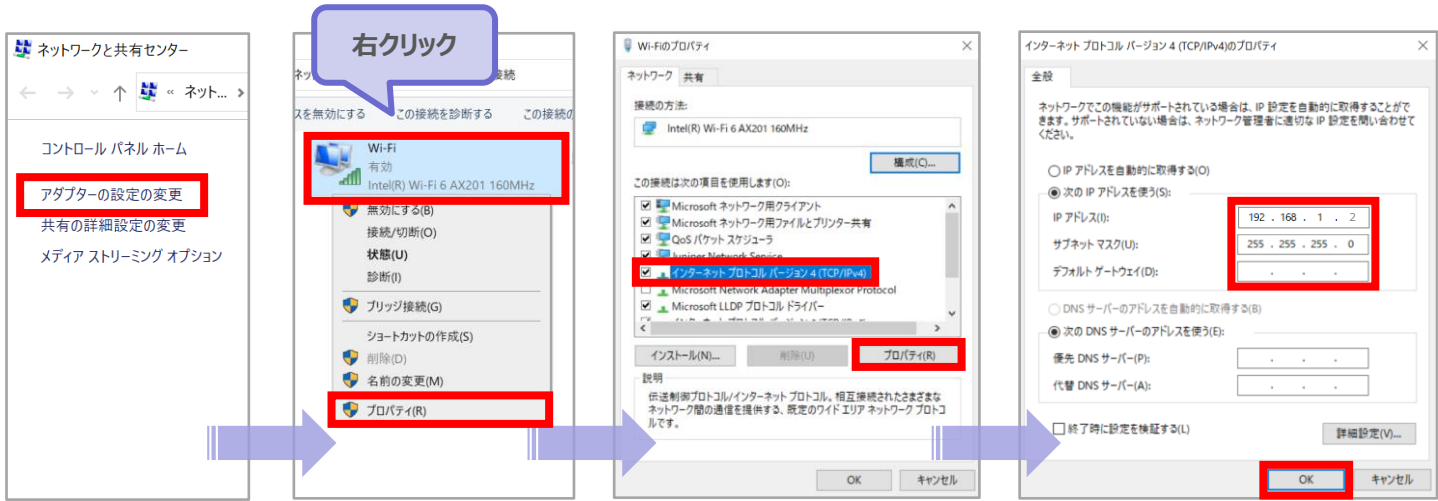 ネットワークと共有センター
← → ↑ « ネット... >
コントロール パネル ホーム
アダプターの設定の変更
共有の詳細設定の変更
メディア ストリーミング オプション
右クリック
接続
スを無効にする この接続を診断する この接続の
Wi-Fi
有効
Intel(R) Wi-Fi 6 AX201 160MHz
無効にする(B)
接続/切断(O)
状態(U)
診断(I)
ブリッジ接続(G)
ショートカットの作成(S)
削除(D)
名前の変更(M)
プロパティ(R)
Wi-Fiのプロパティ
ネットワーク 共有
接続の方法:
Intel(R) Wi-Fi 6 AX201 160MHz
構成(C)...
この接続は次の項目を使用します(O):
Microsoft ネットワーク用クライアント
Microsoft ネットワーク用ファイルとプリンター共有
QoS パケット スケジューラ
Juniper Network Service
インターネット プロトコル バージョン 4 (TCP/IPv4)
Microsoft Network Adapter Multiplexor Protocol
Microsoft LLDP プロトコル ドライバー
インストール(N)... 削除(U) プロパティ(R)
説明
伝送制御プロトコル/インターネット プロトコル。相互接続されたさまざまな
ネットワーク間の通信を提供する、既定のワイド エリア ネットワーク プロトコ
ルです。
OK キャンセル
インターネット プロトコル バージョン 4 (TCP/IPv4)のプロパティ
全般
ネットワークでこの機能がサポートされている場合は、IP 設定を自動的に取得することがで
きます。サポートされていない場合は、ネットワーク管理者に適切な IP 設定を問い合わせて
ください。
IP アドレスを自動的に取得する(O)
次の IP アドレスを使う(S):
IP アドレス(I): 192 . 168 . 1 . 2
サブネット マスク(U): 255 . 255 . 255 . 0
デフォルト ゲートウェイ(D): . . .
DNS サーバーのアドレスを自動的に取得する(B)
次の DNS サーバーのアドレスを使う(E):
優先 DNS サーバー(P): . . .
代替 DNS サーバー(A): . . .
終了時に設定を検証する(L)
詳細設定(V)...
OK キャンセル